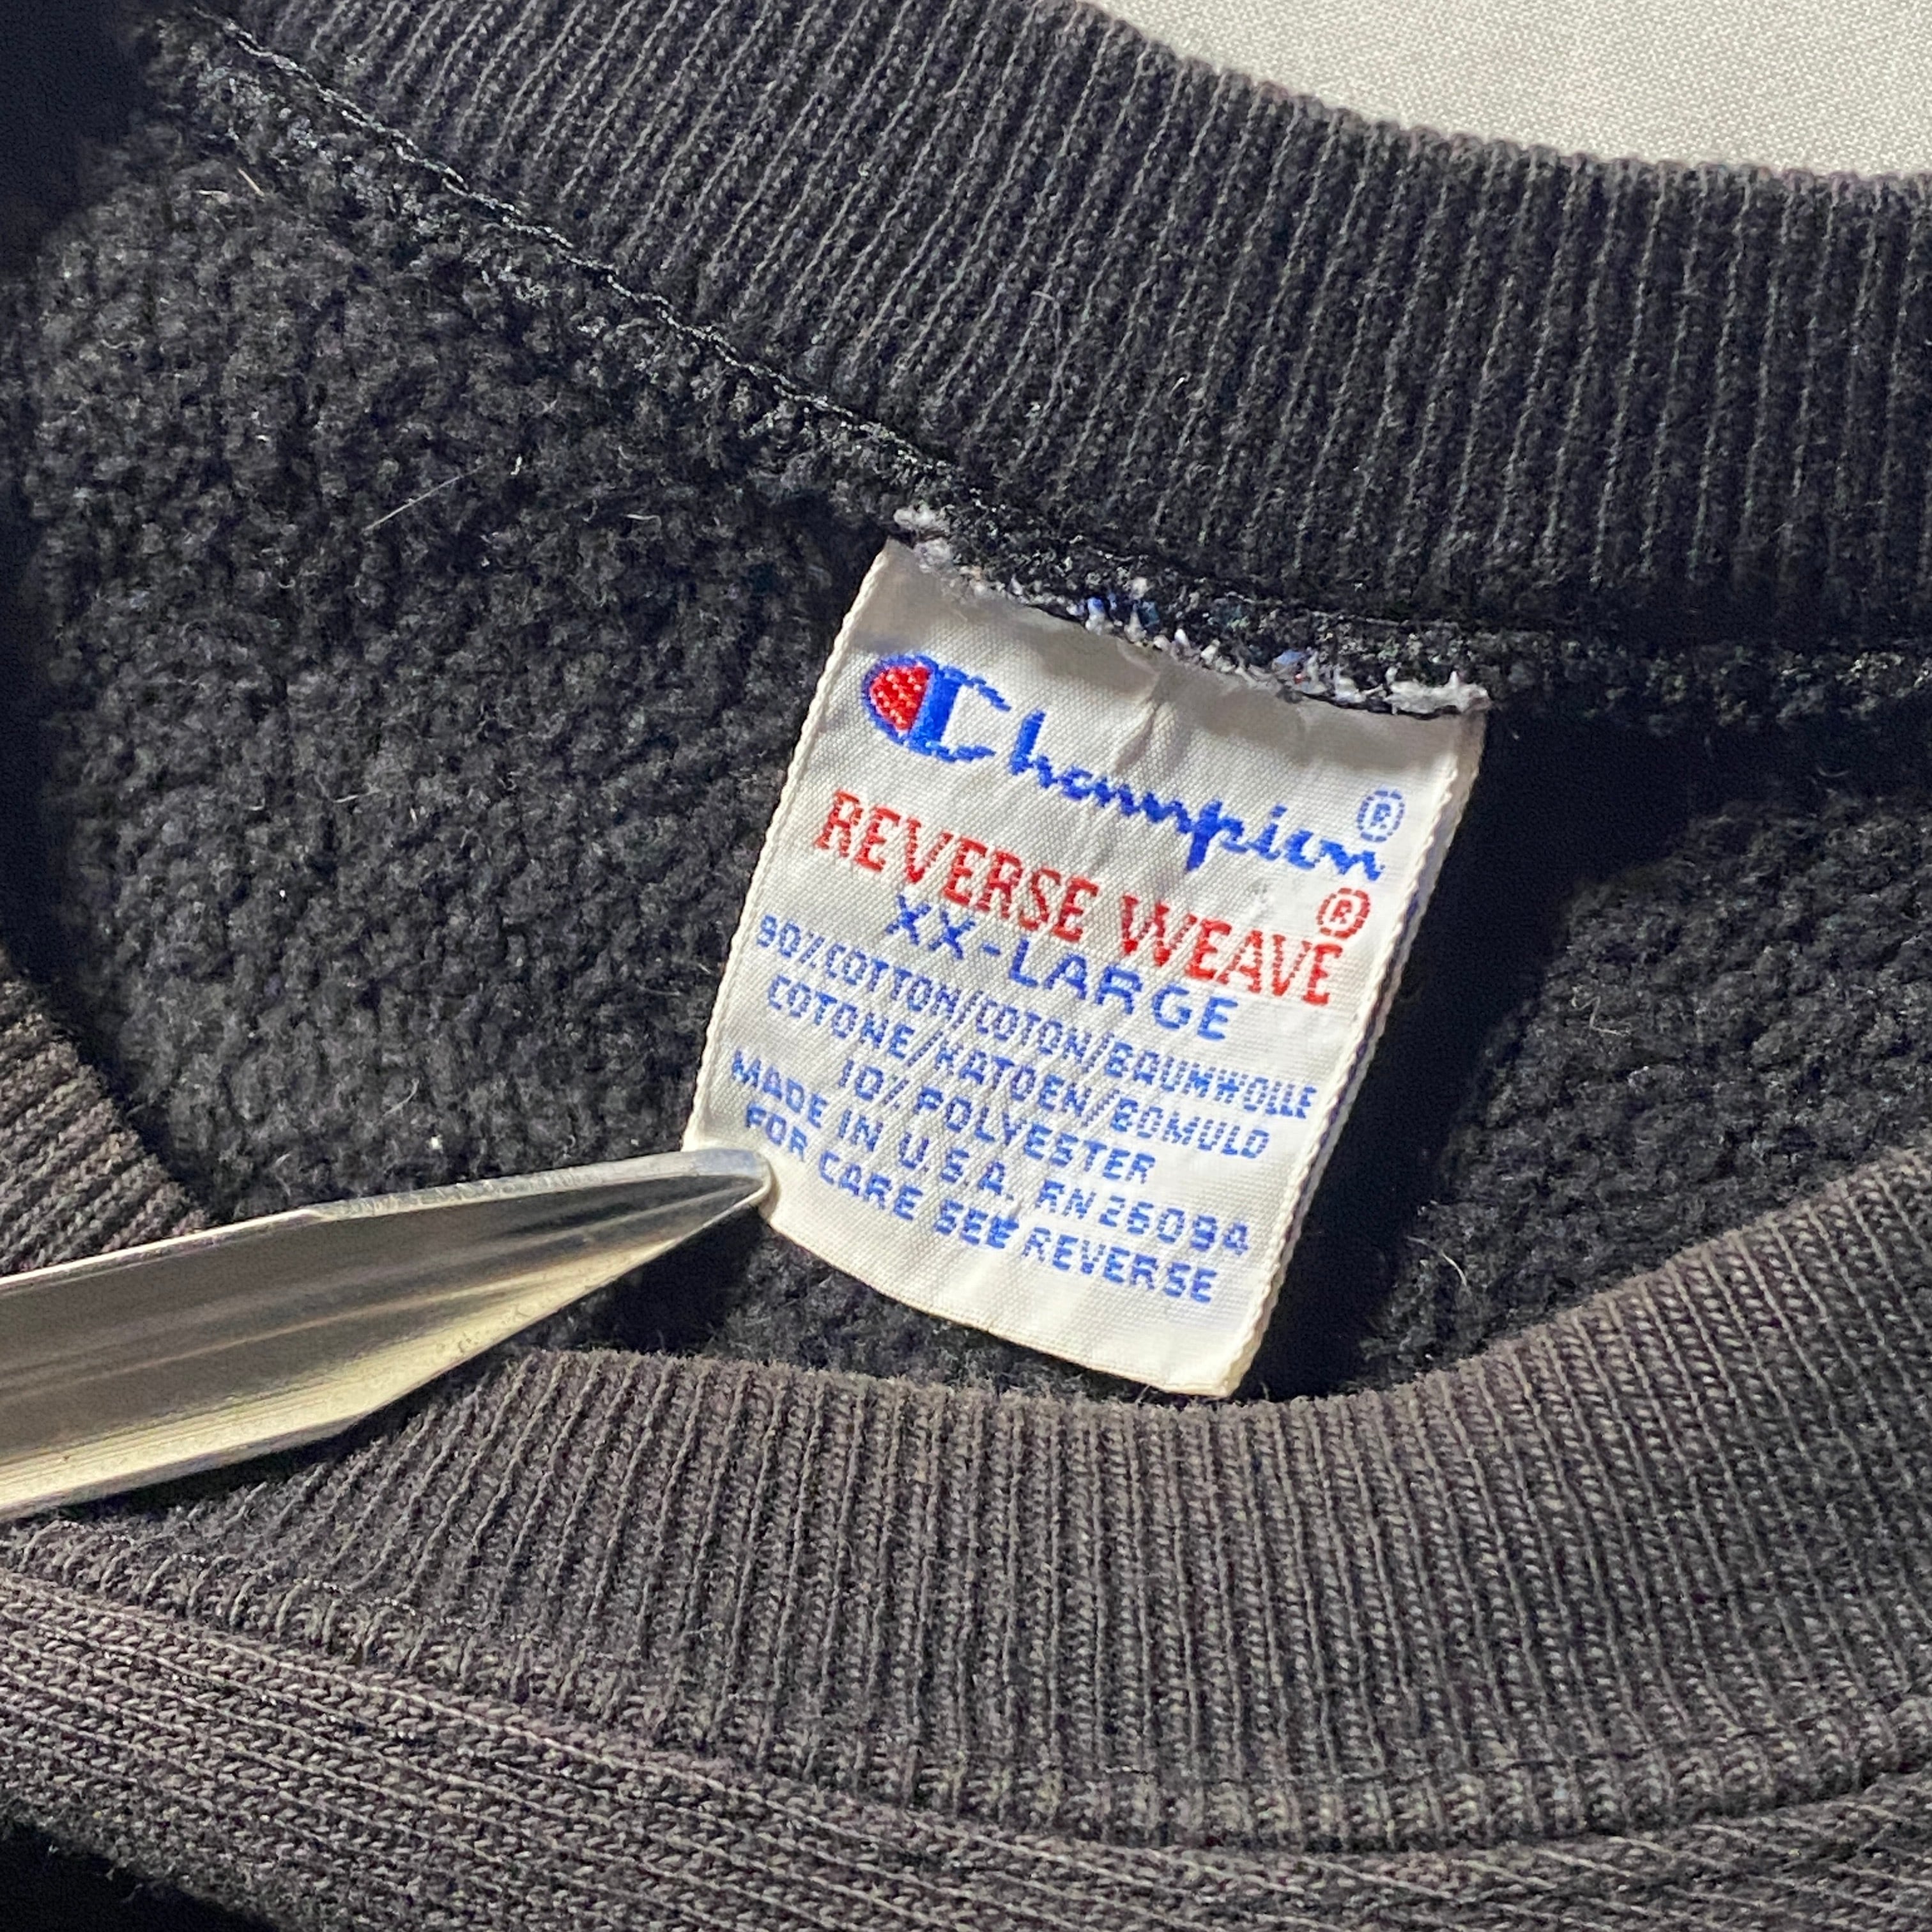 Champion®
REVERSE WEAVE®
XX-LARGE
90% COTTON/COTON/BAUMWOLLE
COTONE/KATOEN/BOMULD
10% POLYESTER
MADE IN U.S.A. RN 26094
FOR CARE SEE REVERSE